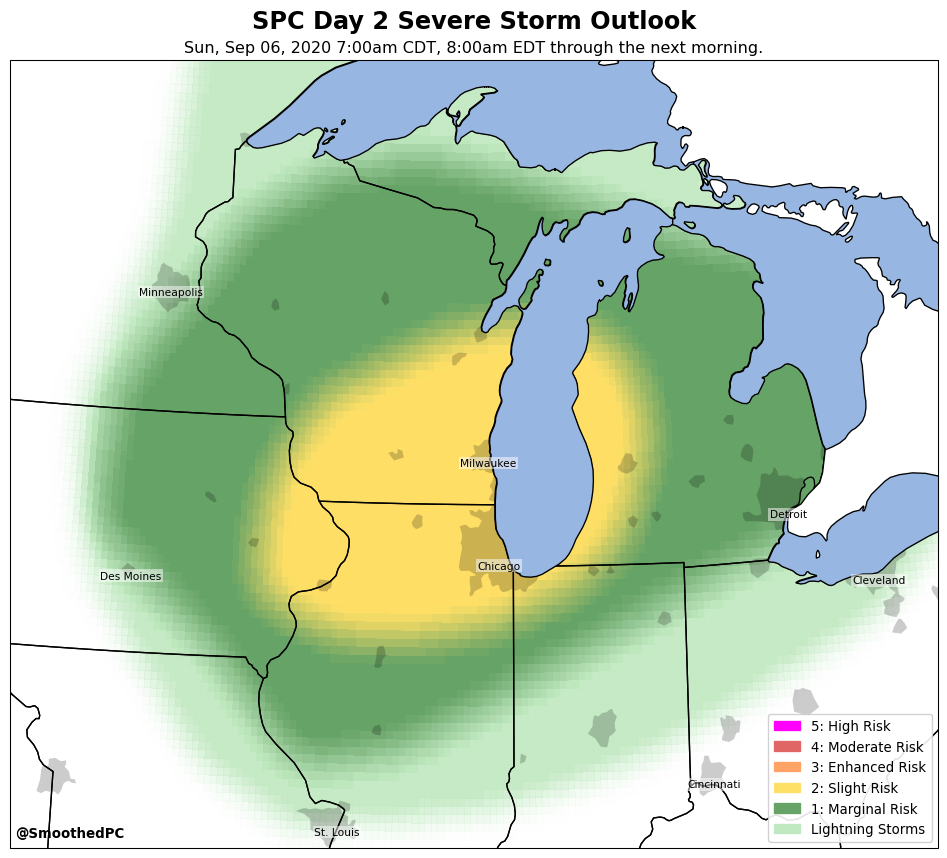 SPC Day 2 Severe Storm Outlook
Sun, Sep 06, 2020 7:00am CDT, 8:00am EDT through the next morning.
Minneapolis
Milwaukee
Detroit
Chicago
Des Moines
Cleveland
Cincinnati
St. Louis
5: High Risk
4: Moderate Risk
3: Enhanced Risk
2: Slight Risk
1: Marginal Risk
Lightning Storms
@SmoothedPC